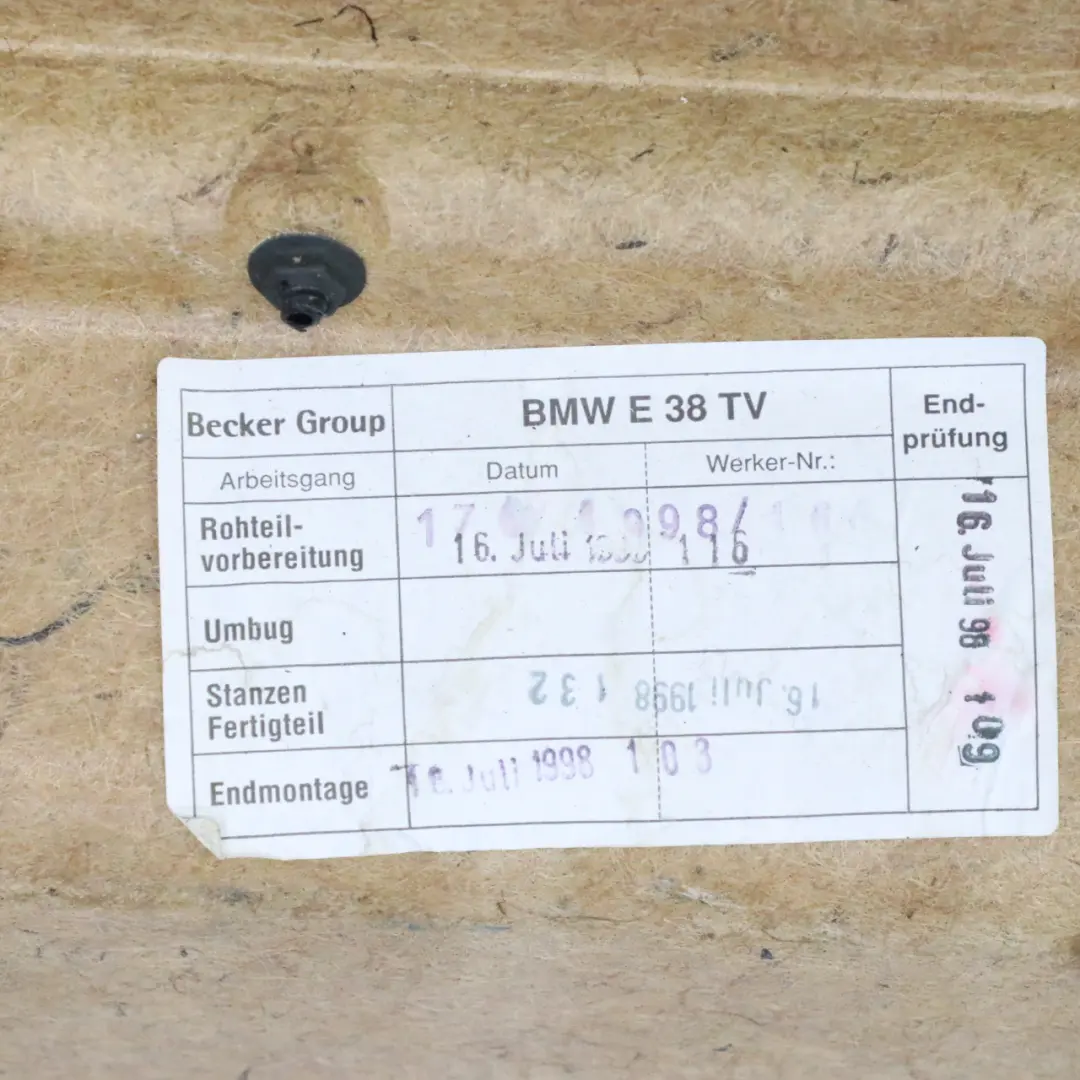 Becker Group
BMW E 38 TV
End-
prüfung
Arbeitsgang
Datum
Werker-Nr.:
Rohteil-
vorbereitung
16. Juli 116
Umbug
Stanzen
Fertigteil
16. Juli 1998 132
Endmontage
Juli 1998 103
16. Juli 98 109